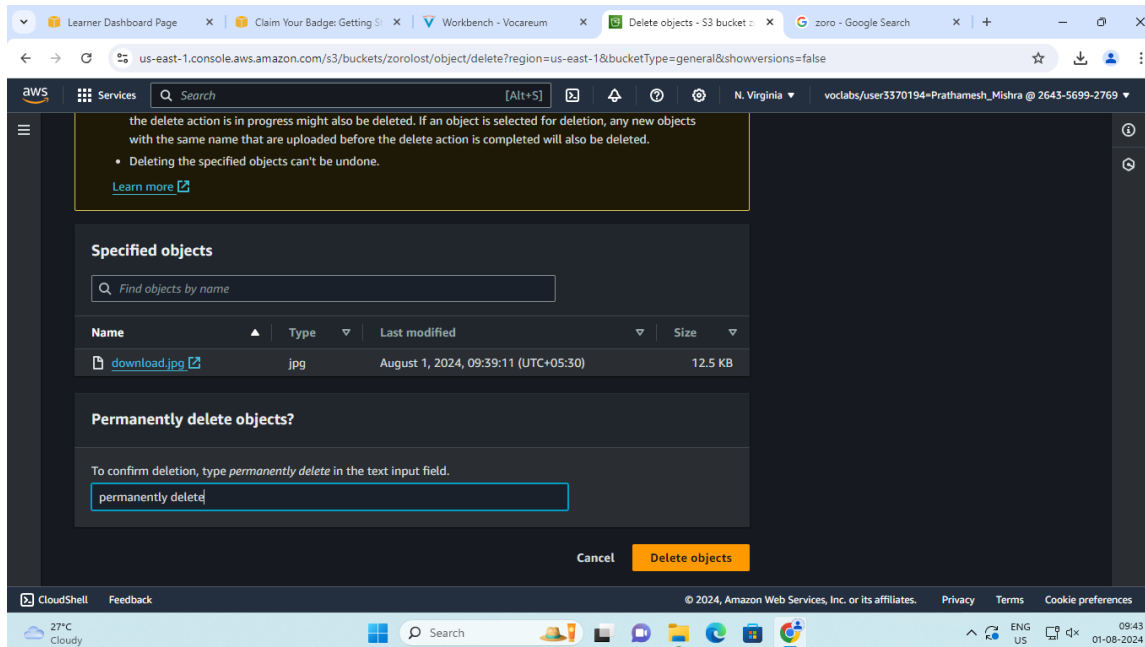 Learner Dashboard Page
Claim Your Badge: Getting St
Workbench - Vocareum
Delete objects - S3 bucket z
zoro - Google Search
us-east-1.console.aws.amazon.com/s3/buckets/zorolost/object/delete?region=us-east-1&bucketType=general&showversions=false
aws
Services
Search
[Alt+S]
N. Virginia
voclabs/user3370194=Prathamesh_Mishra @ 2643-5699-2769
the delete action is in progress might also be deleted. If an object is selected for deletion, any new objects
with the same name that are uploaded before the delete action is completed will also be deleted.
• Deleting the specified objects can't be undone.
Learn more
Specified objects
Find objects by name
Name Type Last modified Size
download.jpg jpg August 1, 2024, 09:39:11 (UTC+05:30) 12.5 KB
Permanently delete objects?
To confirm deletion, type permanently delete in the text input field.
permanently delete
Cancel Delete objects
CloudShell Feedback © 2024, Amazon Web Services, Inc. or its affiliates. Privacy Terms Cookie preferences
27°C
Cloudy
Search
ENG
US
09:43
01-08-2024